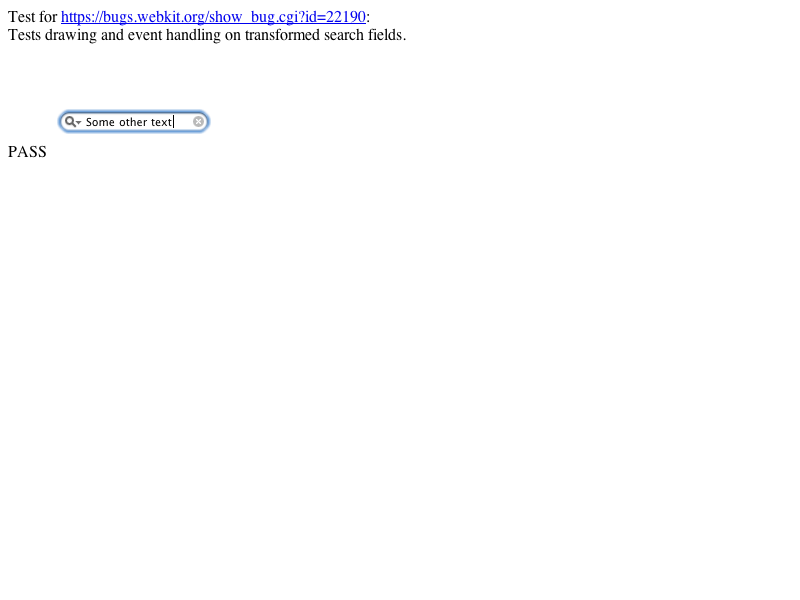 Test for https://bugs.webkit.org/show_bug.cgi?id=22190:
Tests drawing and event handling on transformed search fields.
Some other text
PASS